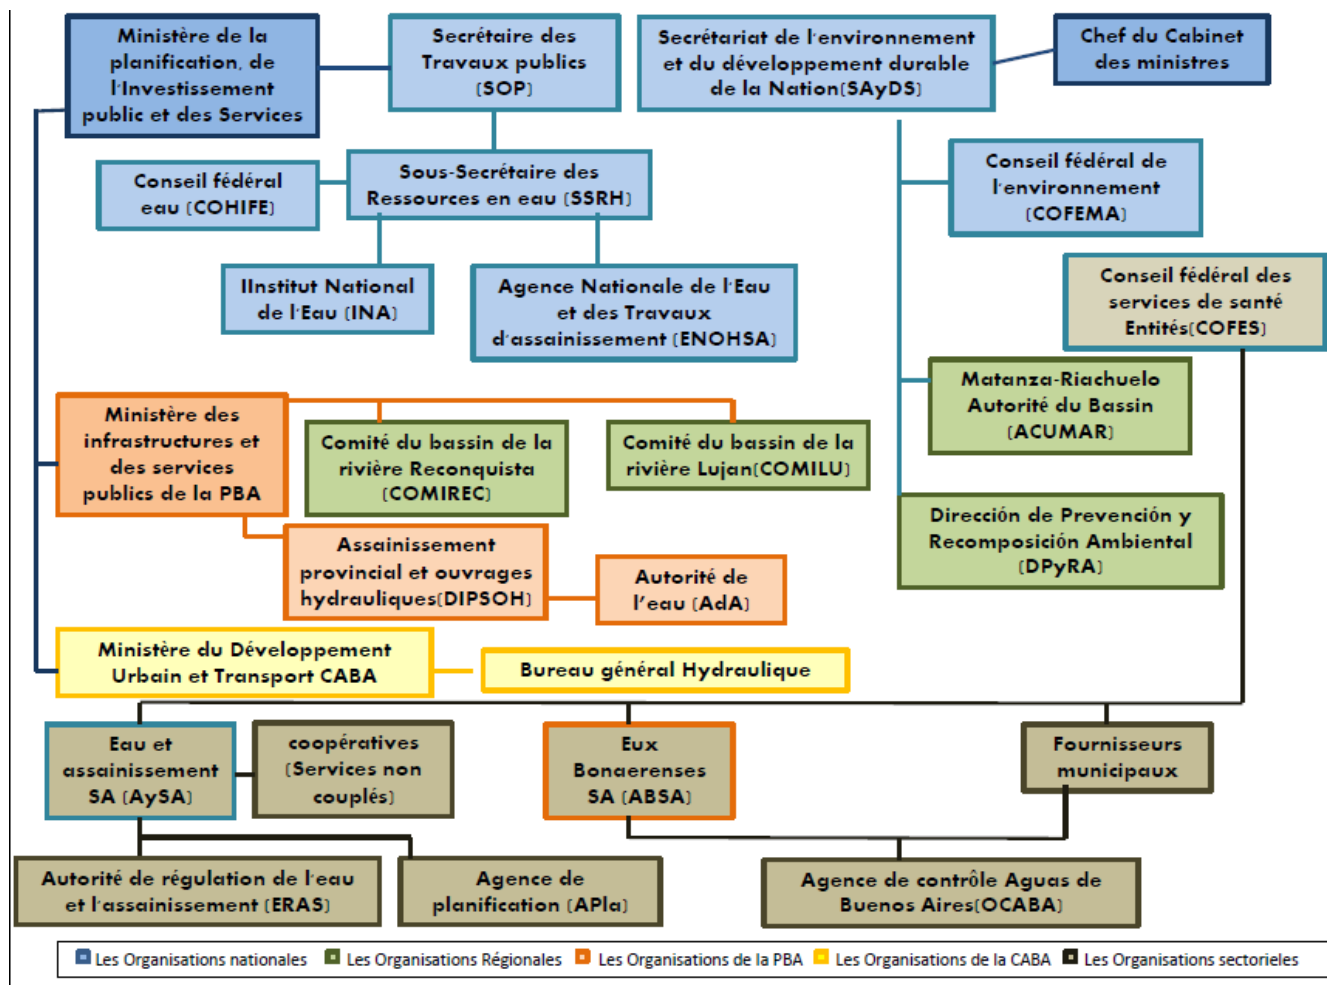 Ministère de la
planification, de
l'Investissement
public et des Services
Secrétaire des
Travaux publics
(SOP)
Secrétariat de l'environnement
et du développement durable
de la Nation(SAyDS)
Chef du Cabinet
des ministres
Conseil fédéral
eau (COHIFE)
Sous-Secrétaire des
Ressources en eau (SSRH)
Conseil fédéral de
l'environnement
(COFEMA)
IInstitut National
de l'Eau (INA)
Agence Nationale de l'Eau
et des Travaux
d'assainissement (ENOHSA)
Conseil fédéral des
services de santé
Entités(COFES)
Ministère des
infrastructures et
des services
publics de la PBA
Comité du bassin de la
rivière Reconquista
(COMIREC)
Comité du bassin de la
rivière Lujan(COMILU)
Matanza-Riachuelo
Autorité du Bassin
(ACUMAR)
Assainissement
provincial et ouvrages
hydrauliques(DIPSOH)
Autorité de
l'eau (AdA)
Dirección de Prevención y
Recomposición Ambiental
(DPyRA)
Ministère du Développement
Urbain et Transport CABA
Bureau général Hydraulique
Eau et
assainissement
SA (AySA)
coopératives
(Services non
couplés)
Eux
Bonaerenses
SA (ABSA)
Fournisseurs
municipaux
Autorité de régulation de l'eau
et l'assainissement (ERAS)
Agence de
planification (APla)
Agence de contrôle Aguas de
Buenos Aires(OCABA)
Les Organisations nationales
Les Organisations Régionales
Les Organisations de la PBA
Les Organisations de la CABA
Les Organisations sectorieles